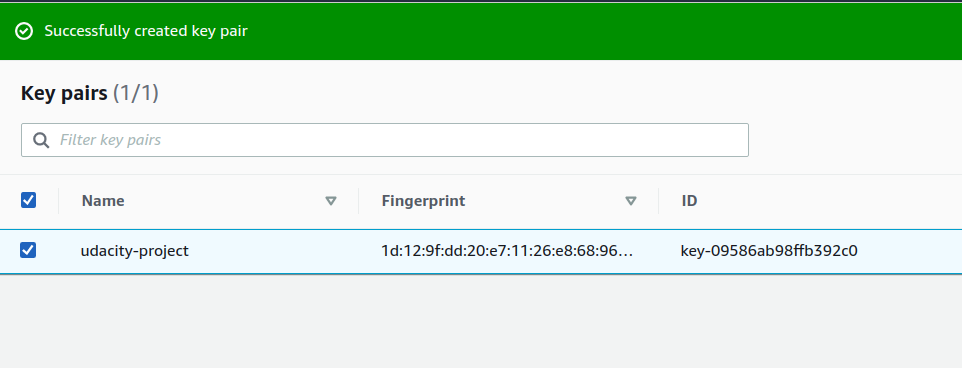 Successfully created key pair
Key pairs (1/1)
Filter key pairs
Name Fingerprint ID
udacity-project 1d:12:9f:dd:20:e7:11:26:e8:68:96... key-09586ab98ffb392c0